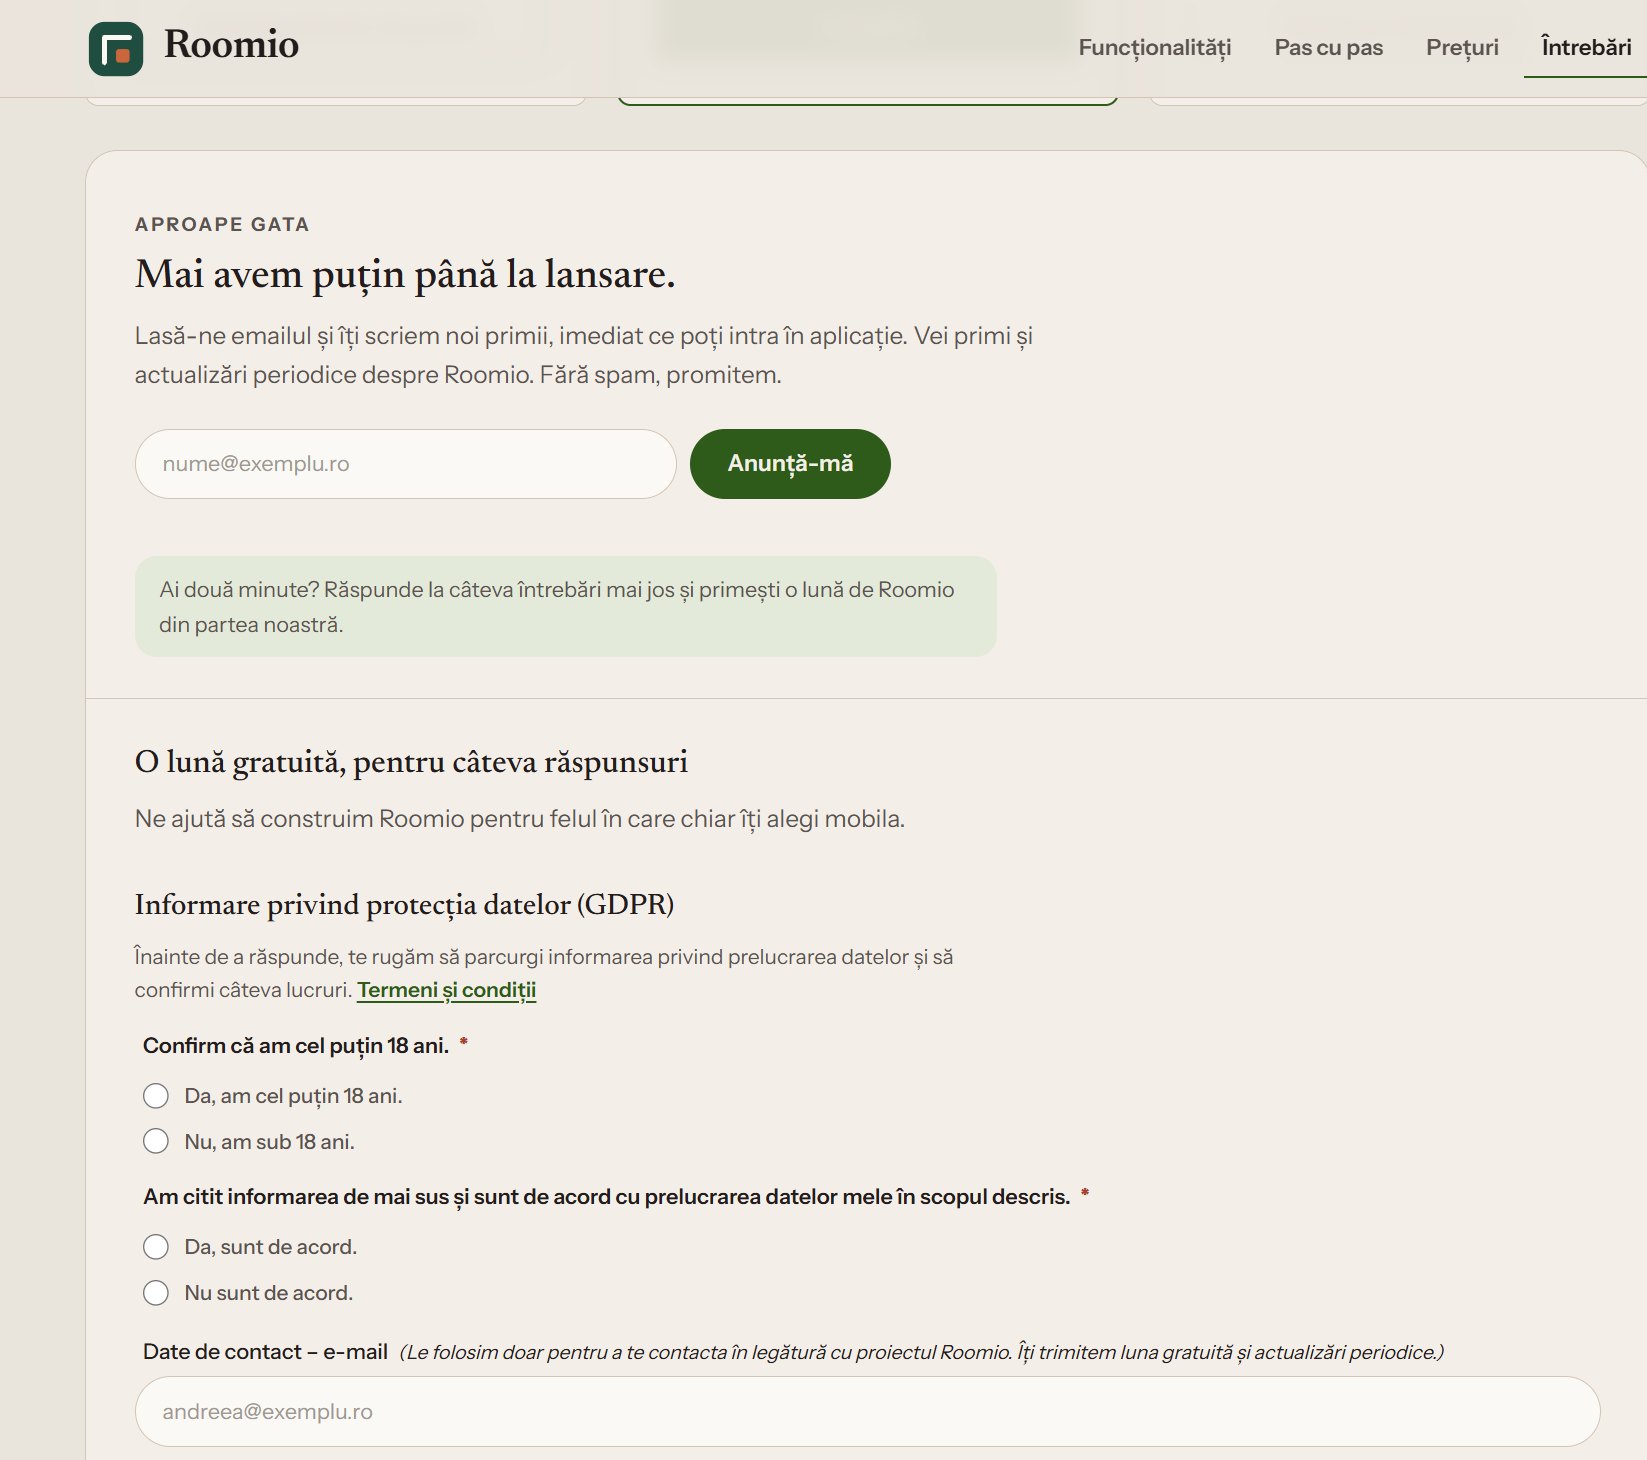 Roomio
Funcționalități
Pas cu pas
Prețuri
Întrebări
APROAPE GATA
Mai avem puțin până la lansare.
Lasă-ne emailul și îți scriem noi primii, imediat ce poți intra în aplicație. Vei primi și
actualizări periodice despre Roomio. Fără spam, promitem.
nume@exemplu.ro
Anunță-mă
Ai două minute? Răspunde la câteva întrebări mai jos și primești o lună de Roomio
din partea noastră.
O lună gratuită, pentru câteva răspunsuri
Ne ajută să construim Roomio pentru felul în care chiar îți alegi mobila.
Informare privind protecția datelor (GDPR)
Înainte de a răspunde, te rugăm să parcurgi informarea privind prelucrarea datelor și să
confirmi câteva lucruri. Termeni și condiții
Confirm că am cel puțin 18 ani. *
Da, am cel puțin 18 ani.
Nu, am sub 18 ani.
Am citit informarea de mai sus și sunt de acord cu prelucrarea datelor mele în scopul descris. *
Da, sunt de acord.
Nu sunt de acord.
Date de contact – e-mail (Le folosim doar pentru a te contacta în legătură cu proiectul Roomio. Îți trimitem luna gratuită și actualizări periodice.)
andreea@exemplu.ro